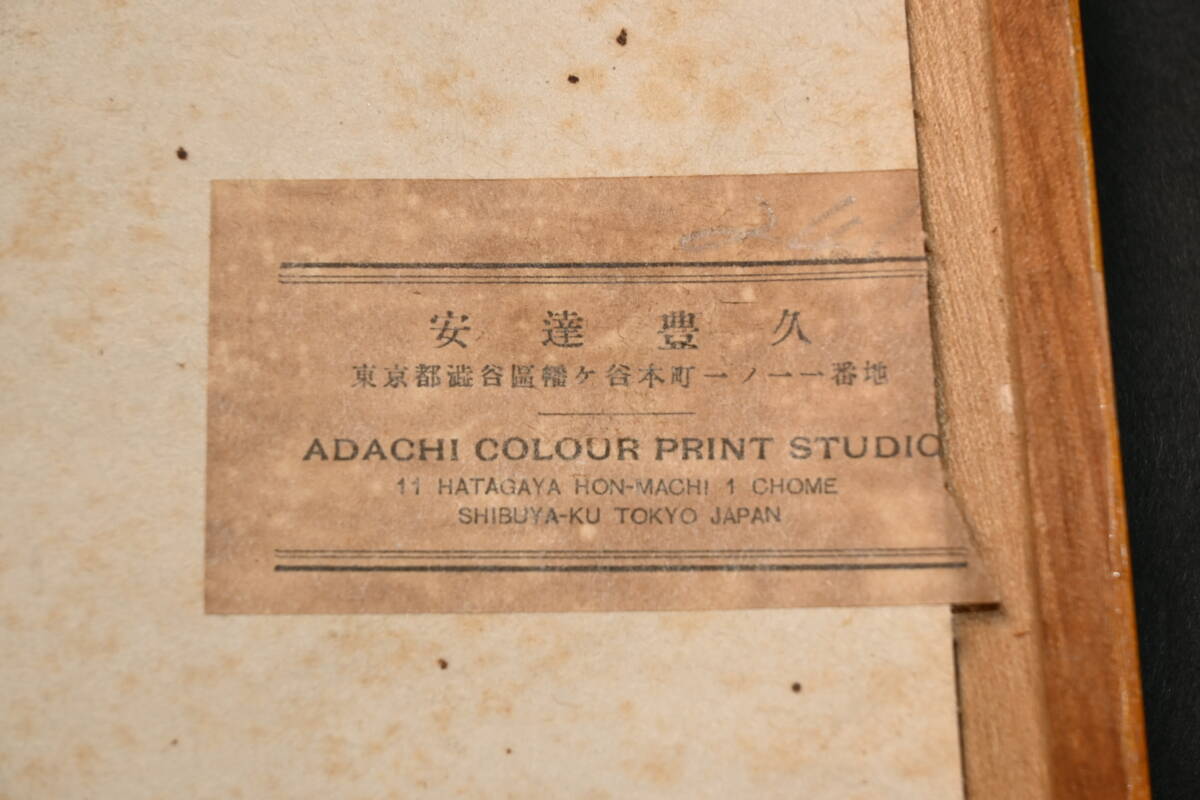 安達豊久
東京都澁谷區幡ヶ谷本町一ノ一一番地
ADACHI COLOUR PRINT STUDIO
11 HATAGAYA HON-MACHI 1 CHOME
SHIBUYA-KU TOKYO JAPAN